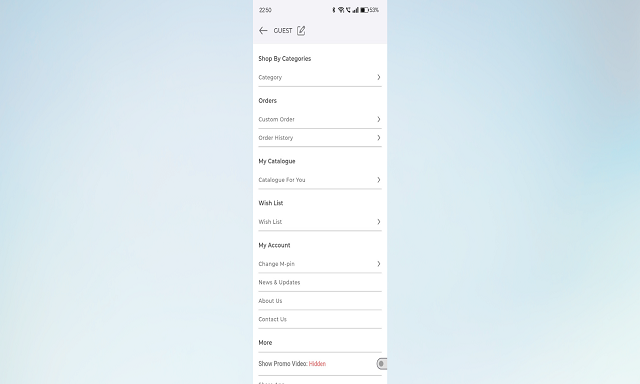 22:50
53%
GUEST
Shop By Categories
Category
Orders
Custom Order
Order History
My Catalogue
Catalogue For You
Wish List
Wish List
My Account
Change M-pin
News & Updates
About Us
Contact Us
More
Show Promo Video: Hidden